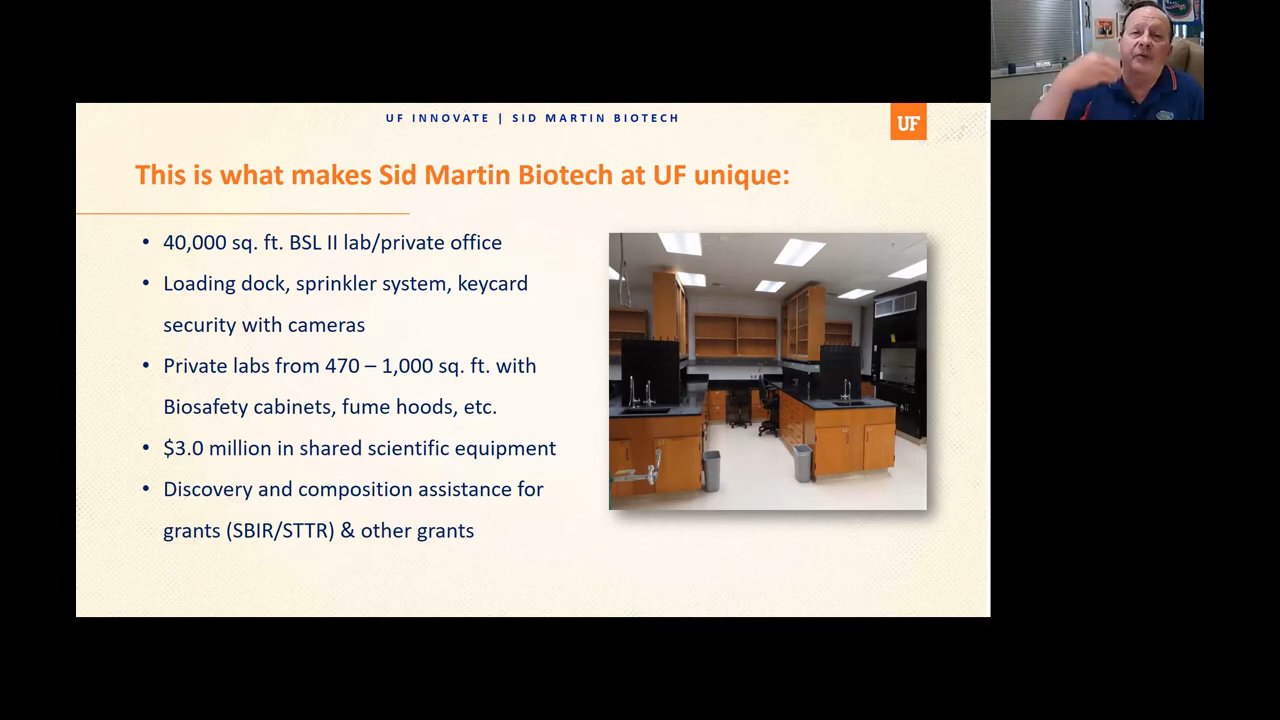 UF INNOVATE | SID MARTIN BIOTECH
UF
This is what makes Sid Martin Biotech at UF unique:
• 40,000 sq. ft. BSL II lab/private office
• Loading dock, sprinkler system, keycard
security with cameras
• Private labs from 470 – 1,000 sq. ft. with
Biosafety cabinets, fume hoods, etc.
• $3.0 million in shared scientific equipment
• Discovery and composition assistance for
grants (SBIR/STTR) & other grants